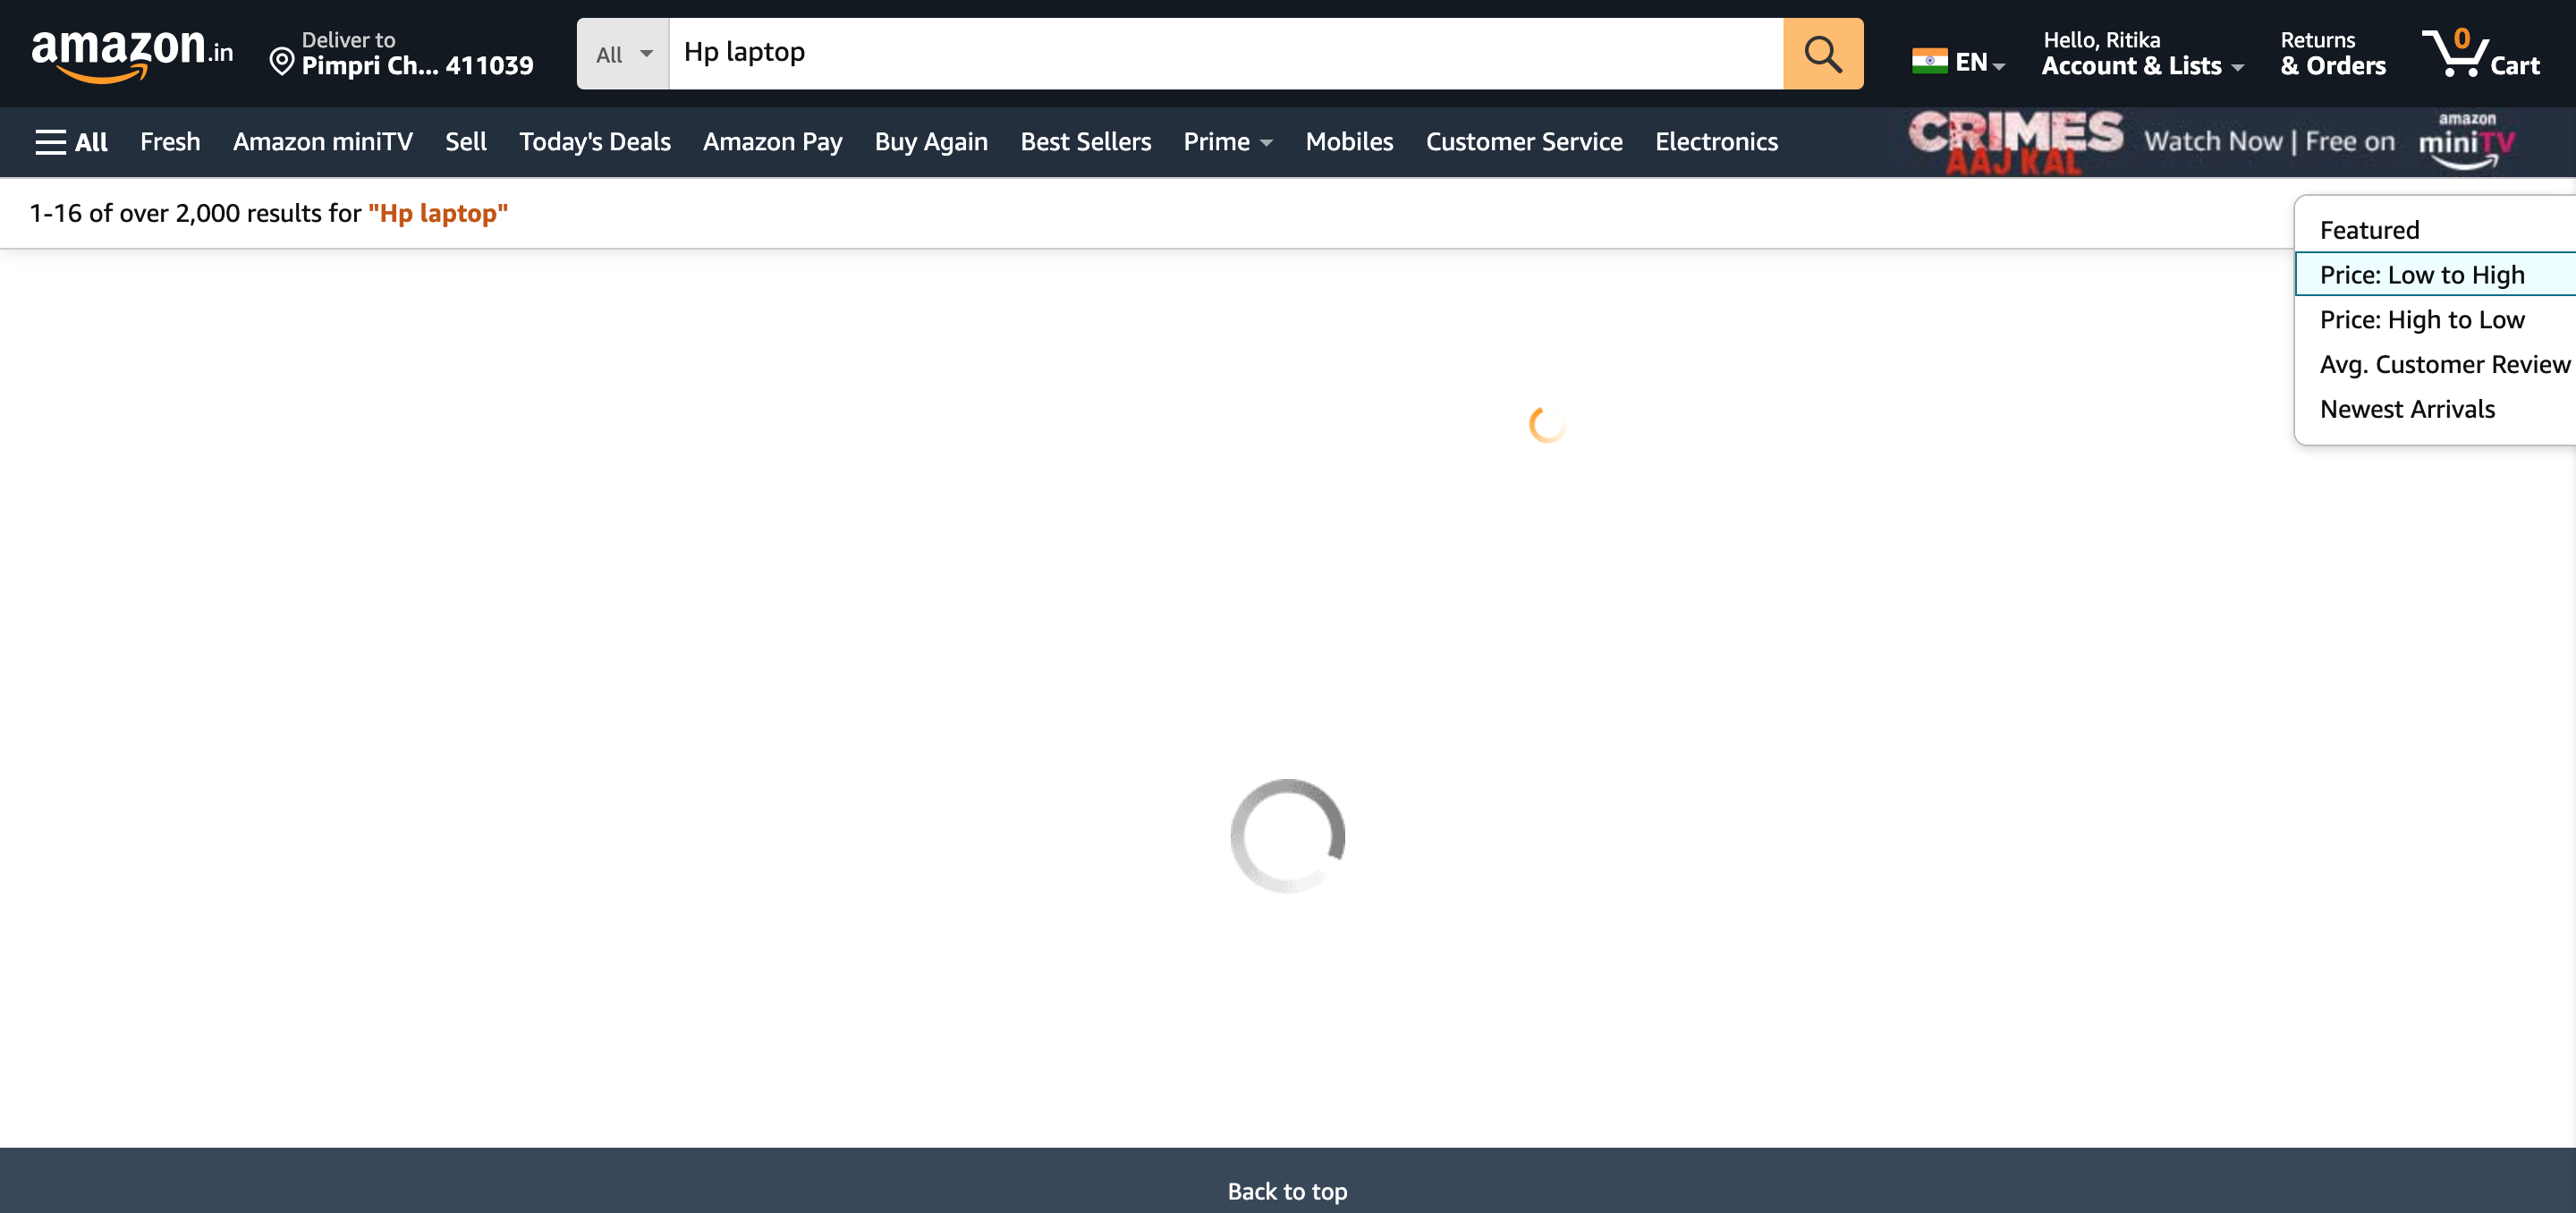 amazon.in
Deliver to
Pimpri Ch... 411039
All
Hp laptop
EN
Hello, Ritika
Account & Lists
Returns
& Orders
0
Cart
All
Fresh
Amazon miniTV
Sell
Today's Deals
Amazon Pay
Buy Again
Best Sellers
Prime
Mobiles
Customer Service
Electronics
CRIMES
AAJ KAL
Watch Now | Free on
amazon
miniTV
1-16 of over 2,000 results for "Hp laptop"
Featured
Price: Low to High
Price: High to Low
Avg. Customer Review
Newest Arrivals
Back to top